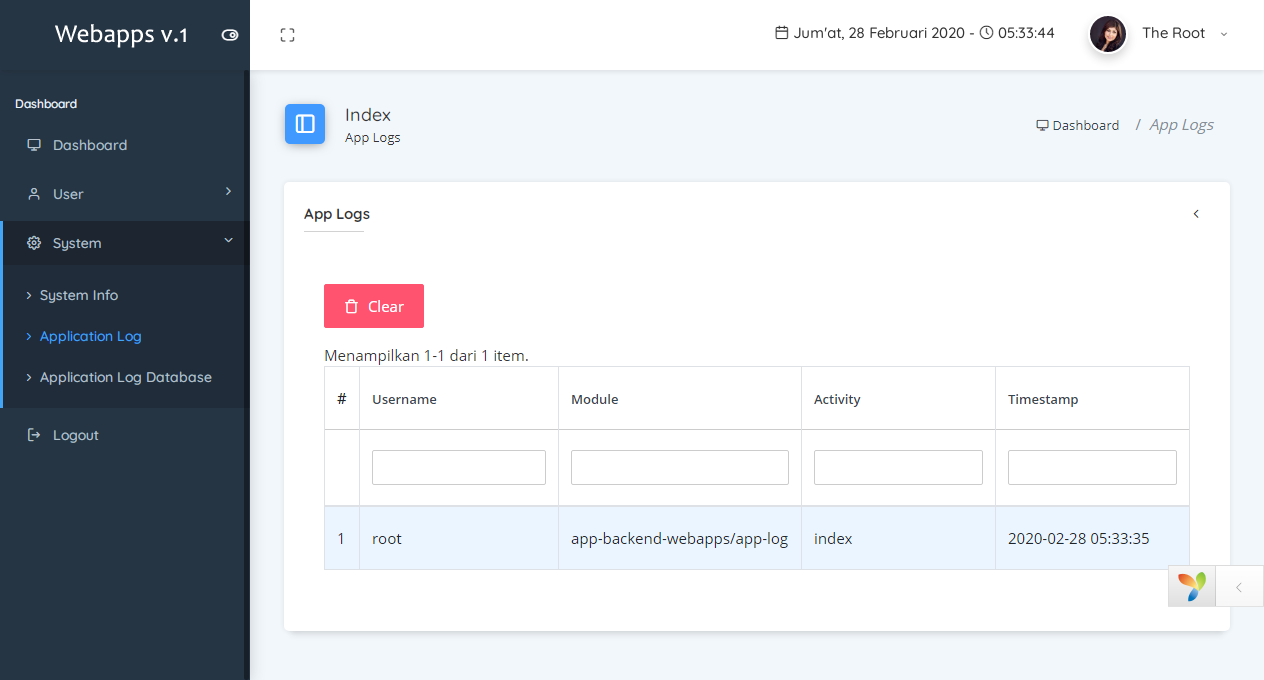 Webapps v.1
Jum'at, 28 Februari 2020 - 05:33:44
The Root
Dashboard
Dashboard
User
System
System Info
Application Log
Application Log Database
Logout
Index
App Logs
Dashboard / App Logs
App Logs
Clear
Menampilkan 1-1 dari 1 item.
# Username Module Activity Timestamp
1 root app-backend-webapps/app-log index 2020-02-28 05:33:35